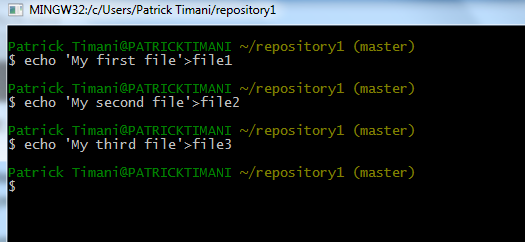 MINGW32:/c/Users/Patrick Timani/repository1
Patrick Timani@PATRICKTIMANI ~/repository1 (master)
$ echo 'My first file'>file1
Patrick Timani@PATRICKTIMANI ~/repository1 (master)
$ echo 'My second file'>file2
Patrick Timani@PATRICKTIMANI ~/repository1 (master)
$ echo 'My third file'>file3
Patrick Timani@PATRICKTIMANI ~/repository1 (master)
$